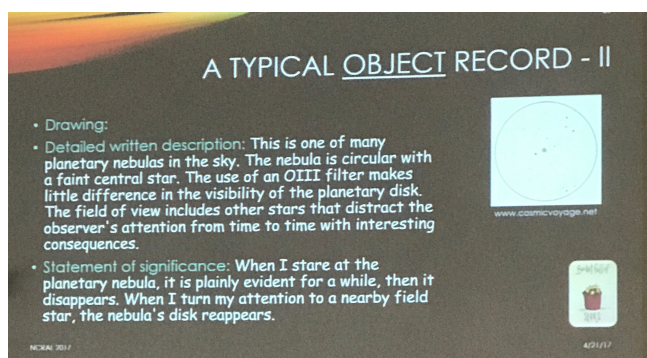 A TYPICAL OBJECT RECORD - II
• Drawing:
• Detailed written description: This is one of many
planetary nebulas in the sky. The nebula is circular with
a faint central star. The use of an OIII filter makes
little difference in the visibility of the planetary disk.
The field of view includes other stars that distract the
observer's attention from time to time with interesting
consequences.
• Statement of significance: When I stare at the
planetary nebula, it is plainly evident for a while, then it
disappears. When I turn my attention to a nearby field
star, the nebula's disk reappears.
www.cosmicvoyage.net
NCRAL 2017
4/21/17